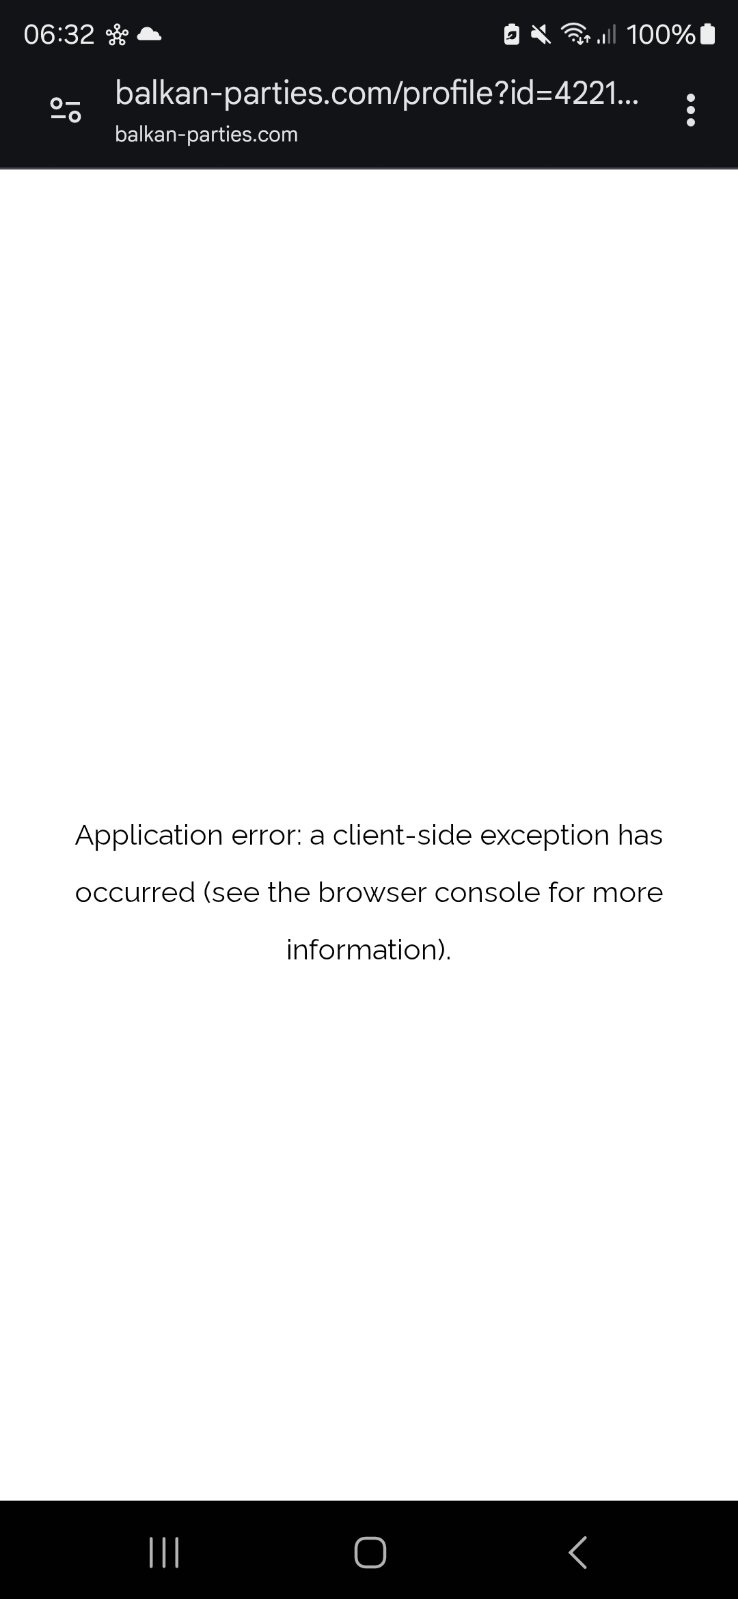 06:32 100%
balkan-parties.com/profile?id=4221...
balkan-parties.com
Application error: a client-side exception has
occurred (see the browser console for more
information).